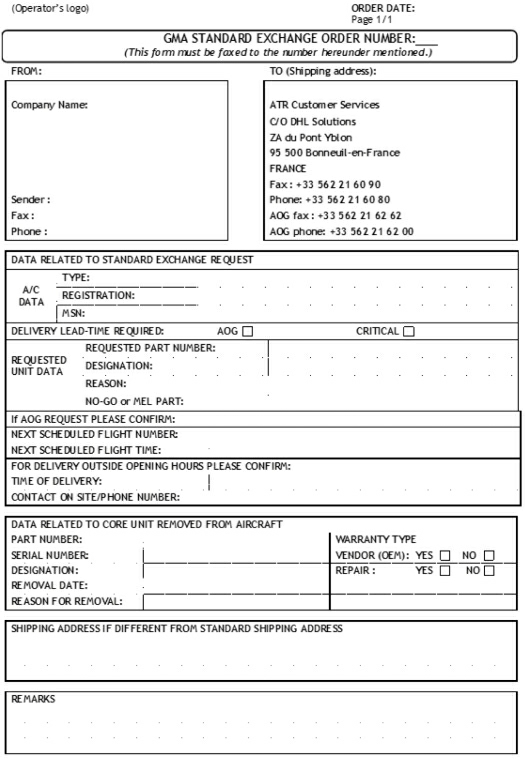 (Operator's logo)
ORDER DATE:
Page 1/1
GMA STANDARD EXCHANGE ORDER NUMBER:___
(This form must be faxed to the number hereunder mentioned.)
FROM:
TO (Shipping address):
Company Name:
Sender :
Fax :
Phone :
ATR Customer Services
C/O DHL Solutions
ZA du Pont Yblon
95 500 Bonneuil-en-France
FRANCE
Fax : +33 562 21 60 90
Phone: +33 562 21 60 80
AOG fax : +33 562 21 62 62
AOG phone: +33 562 21 62 00
DATA RELATED TO STANDARD EXCHANGE REQUEST
A/C DATA
TYPE:
REGISTRATION:
MSN:
DELIVERY LEAD-TIME REQUIRED: AOG ☐ CRITICAL ☐
REQUESTED UNIT DATA
REQUESTED PART NUMBER:
DESIGNATION:
REASON:
NO-GO or MEL PART:
If AOG REQUEST PLEASE CONFIRM:
NEXT SCHEDULED FLIGHT NUMBER:
NEXT SCHEDULED FLIGHT TIME:
FOR DELIVERY OUTSIDE OPENING HOURS PLEASE CONFIRM:
TIME OF DELIVERY:
CONTACT ON SITE/PHONE NUMBER:
DATA RELATED TO CORE UNIT REMOVED FROM AIRCRAFT
PART NUMBER:
SERIAL NUMBER:
DESIGNATION:
REMOVAL DATE:
REASON FOR REMOVAL:
WARRANTY TYPE
VENDOR (OEM): YES ☐ NO ☐
REPAIR : YES ☐ NO ☐
SHIPPING ADDRESS IF DIFFERENT FROM STANDARD SHIPPING ADDRESS
REMARKS